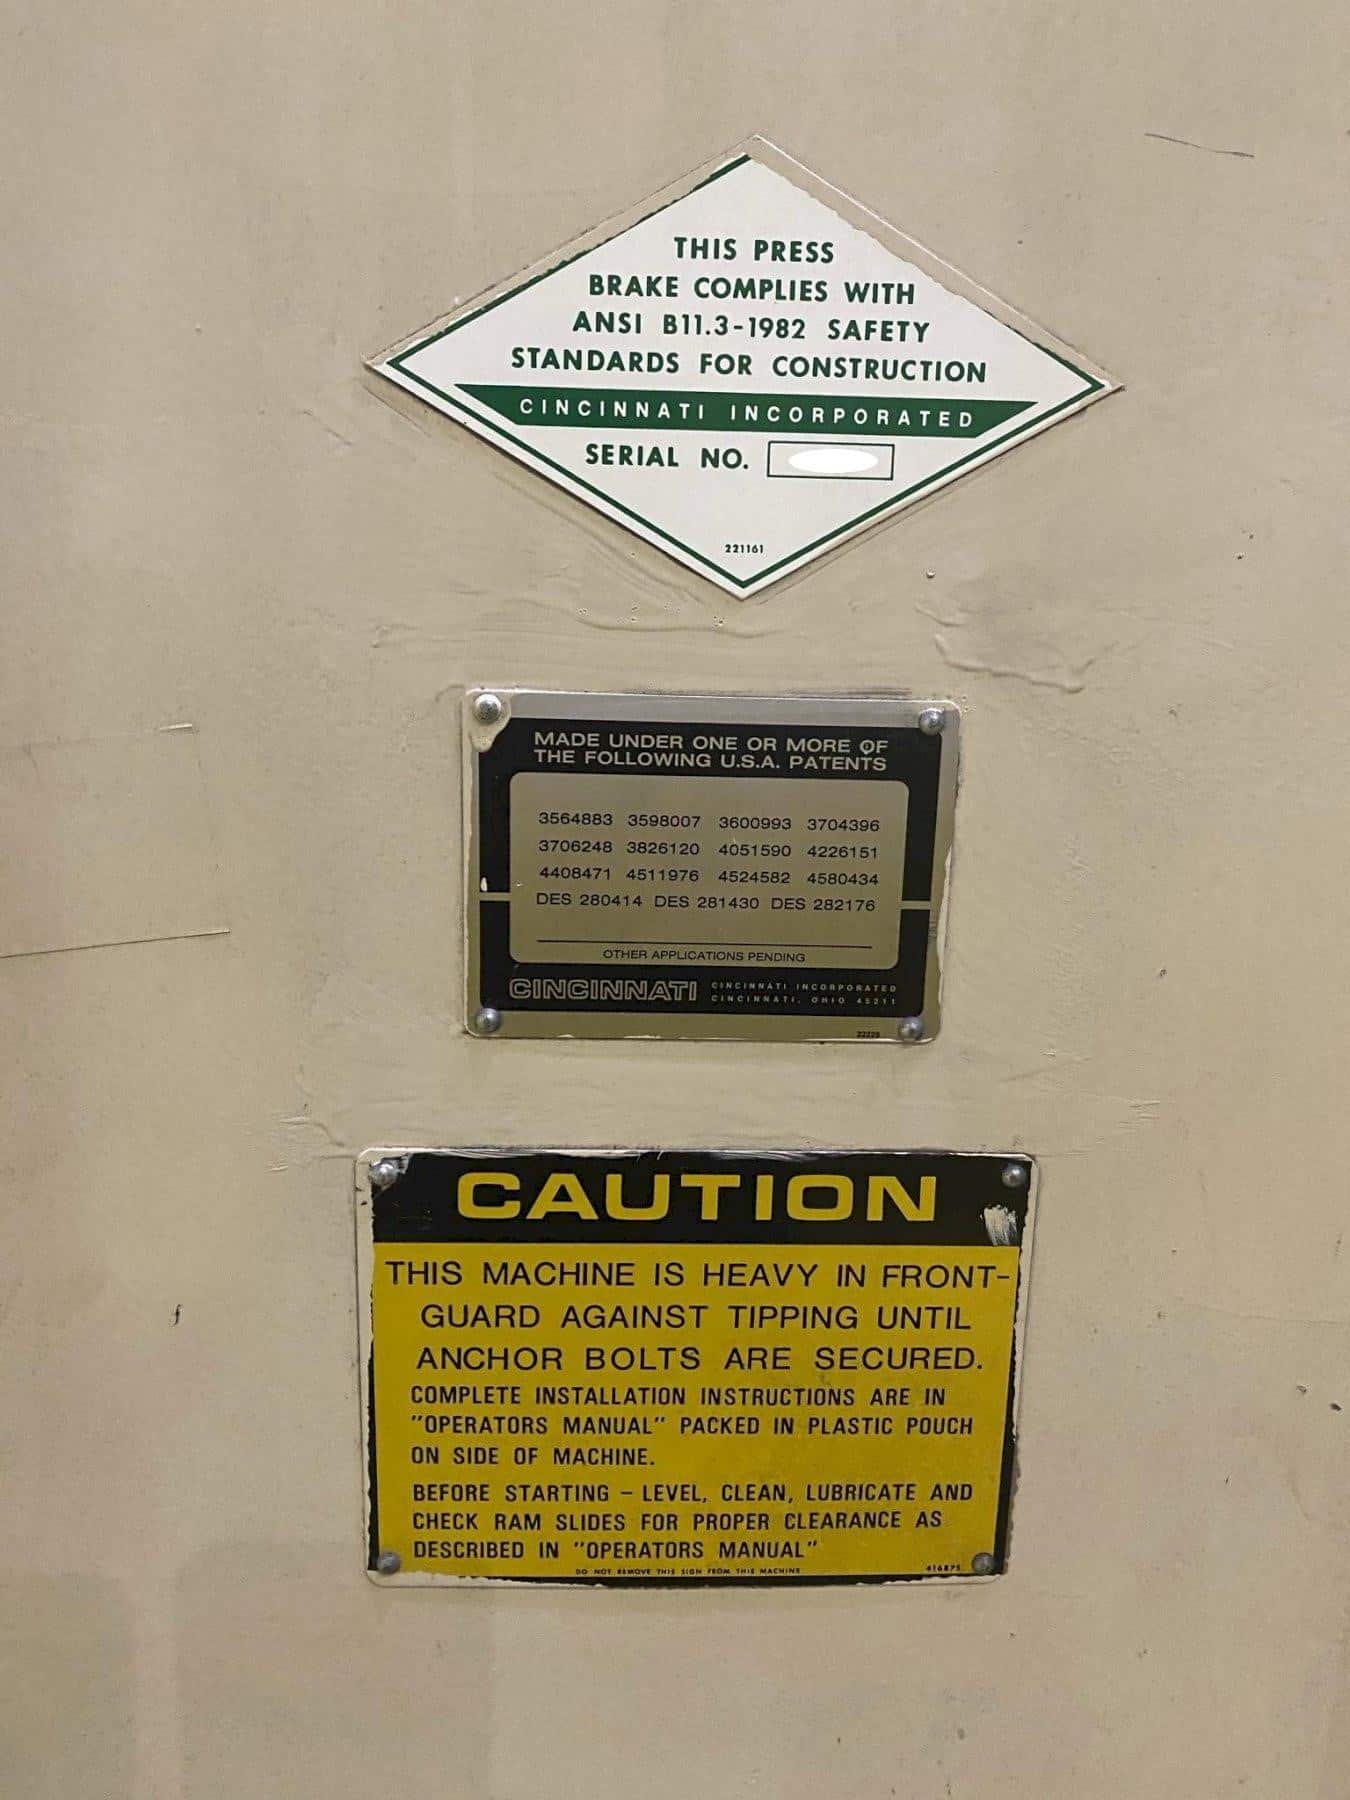 THIS PRESS
BRAKE COMPLIES WITH
ANSI B11.3-1982 SAFETY
STANDARDS FOR CONSTRUCTION
CINCINNATI INCORPORATED
SERIAL NO.
221161
MADE UNDER ONE OR MORE OF
THE FOLLOWING U.S.A. PATENTS
3564883 3598007 3600993 3704396
3706248 3826120 4051590 4226151
4408471 4511976 4524582 4580434
DES 280414 DES 281430 DES 282176
OTHER APPLICATIONS PENDING
CINCINNATI CINCINNATI INCORPORATED
CINCINNATI, OHIO 45211
CAUTION
THIS MACHINE IS HEAVY IN FRONT-
GUARD AGAINST TIPPING UNTIL
ANCHOR BOLTS ARE SECURED.
COMPLETE INSTALLATION INSTRUCTIONS ARE IN
"OPERATORS MANUAL" PACKED IN PLASTIC POUCH
ON SIDE OF MACHINE.
BEFORE STARTING – LEVEL, CLEAN, LUBRICATE AND
CHECK RAM SLIDES FOR PROPER CLEARANCE AS
DESCRIBED IN "OPERATORS MANUAL"
DO NOT REMOVE THIS SIGN FROM THIS MACHINE